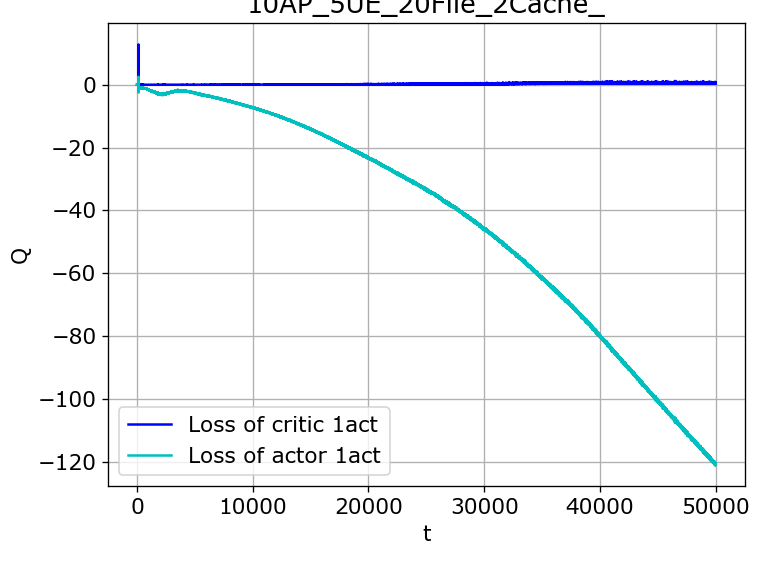 10AP_5UE_20File_2Cache_
0
−20
−40
−60
−80
−100
−120
Q
Loss of critic 1act
Loss of actor 1act
0 10000 20000 30000 40000 50000
t